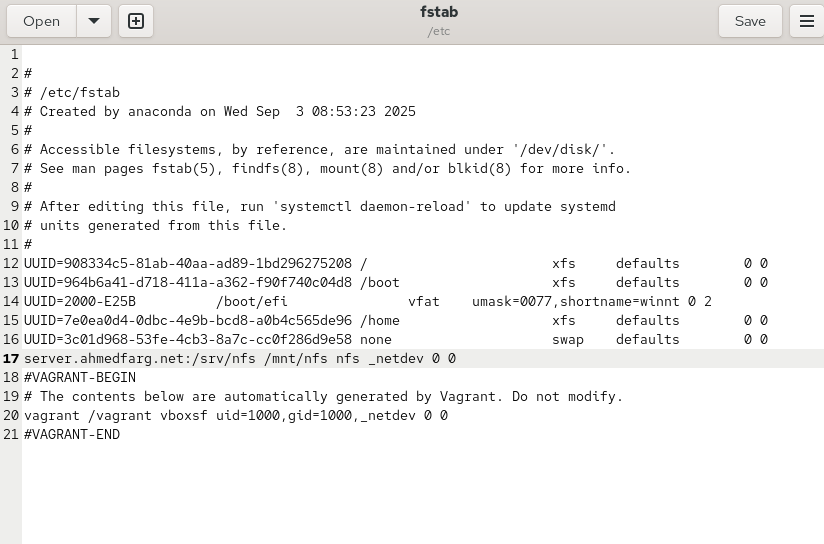 Open
fstab
/etc
Save
1
2 #
3 # /etc/fstab
4 # Created by anaconda on Wed Sep  3 08:53:23 2025
5 #
6 # Accessible filesystems, by reference, are maintained under '/dev/disk/'.
7 # See man pages fstab(5), findfs(8), mount(8) and/or blkid(8) for more info.
8 #
9 # After editing this file, run 'systemctl daemon-reload' to update systemd
10 # units generated from this file.
11 #
12 UUID=908334c5-81ab-40aa-ad89-1bd296275208 /                       xfs     defaults        0 0
13 UUID=964b6a41-d718-411a-a362-f90f740c04d8 /boot                   xfs     defaults        0 0
14 UUID=2000-E25B          /boot/efi               vfat    umask=0077,shortname=winnt 0 2
15 UUID=7e0ea0d4-0dbc-4e9b-bcd8-a0b4c565de96 /home                   xfs     defaults        0 0
16 UUID=3c01d968-53fe-4cb3-8a7c-cc0f286d9e58 none                    swap    defaults        0 0
17 server.ahmedfarg.net:/srv/nfs /mnt/nfs nfs _netdev 0 0
18 #VAGRANT-BEGIN
19 # The contents below are automatically generated by Vagrant. Do not modify.
20 vagrant /vagrant vboxsf uid=1000,gid=1000,_netdev 0 0
21 #VAGRANT-END